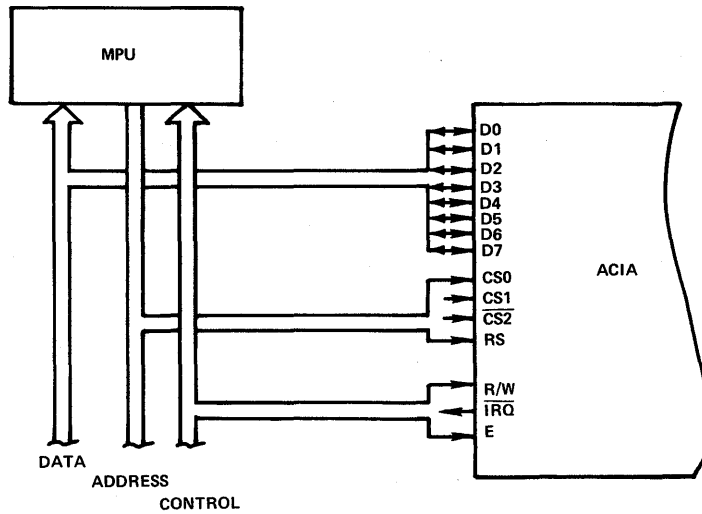 MPU
D0
D1
D2
D3
D4
D5
D6
D7
ACIA
CS0
CS1
CS2
RS
R/W
IRQ
E
DATA
ADDRESS
CONTROL